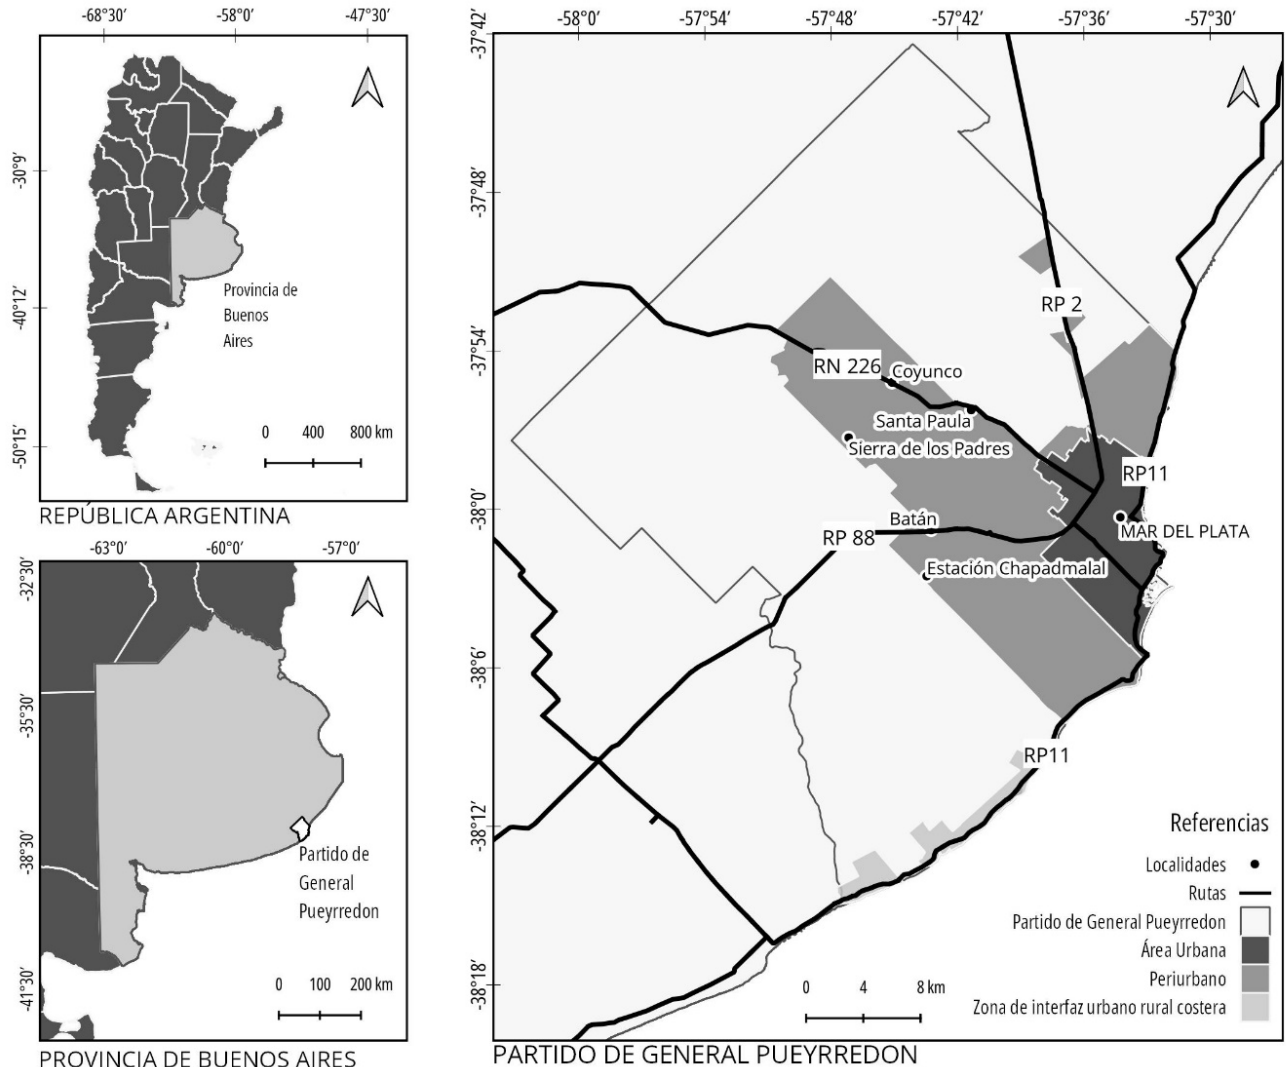 -68°30′ -58°0′ -47°30′
-30°9′
-40°12′
-50°15′
Provincia de
Buenos
Aires
0 400 800 km
REPÚBLICA ARGENTINA
-63°0′ -60°0′ -57°0′
-32°30′
-35°30′
-38°30′
-41°30′
Partido de
General
Pueyrredon
0 100 200 km
PROVINCIA DE BUENOS AIRES
-58°0′ -57°54′ -57°48′ -57°42′ -57°36′ -57°30′
-37°42′
-37°48′
-37°54′
-38°0′
-38°6′
-38°12′
-38°18′
RP 2
RN 226
Coyunco
Santa Paula
Sierra de los Padres
RP11
Batán
MAR DEL PLATA
RP 88
Estación Chapadmalal
RP11
Referencias
Localidades
Rutas
Partido de General Pueyrredon
Área Urbana
Periurbano
Zona de interfaz urbano rural costera
0 4 8 km
PARTIDO DE GENERAL PUEYRREDON